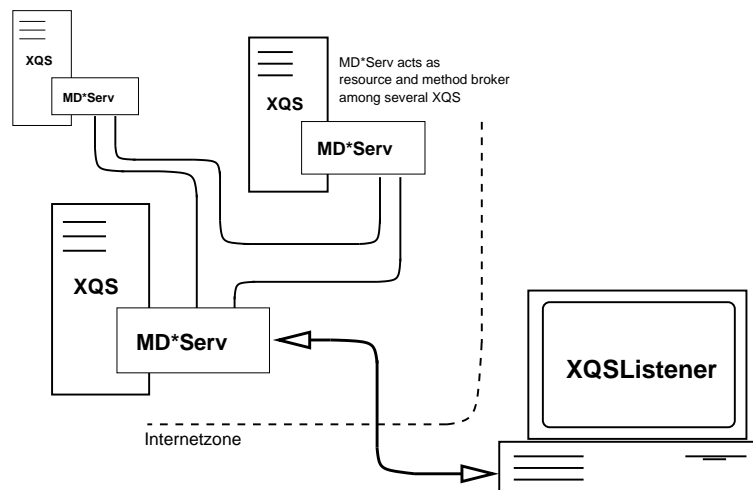 XQS
MD*Serv
XQS
MD*Serv
MD*Serv acts as
resource and method broker
among several XQS
XQS
MD*Serv
XQSListener
Internetzone